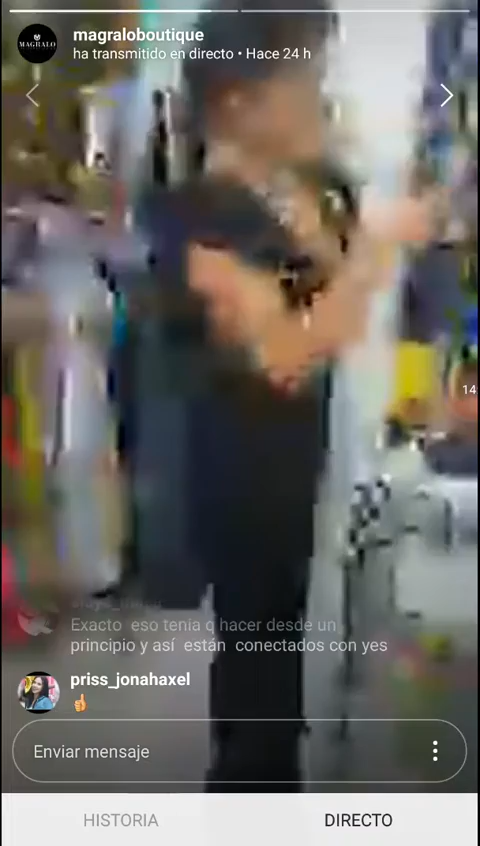 magraloboutique
MAGRALO
ha transmitido en directo • Hace 24 h
14
Exacto eso tenia q hacer desde un
principio y así están conectados con yes
priss_jonahaxel
Enviar mensaje
HISTORIA
DIRECTO